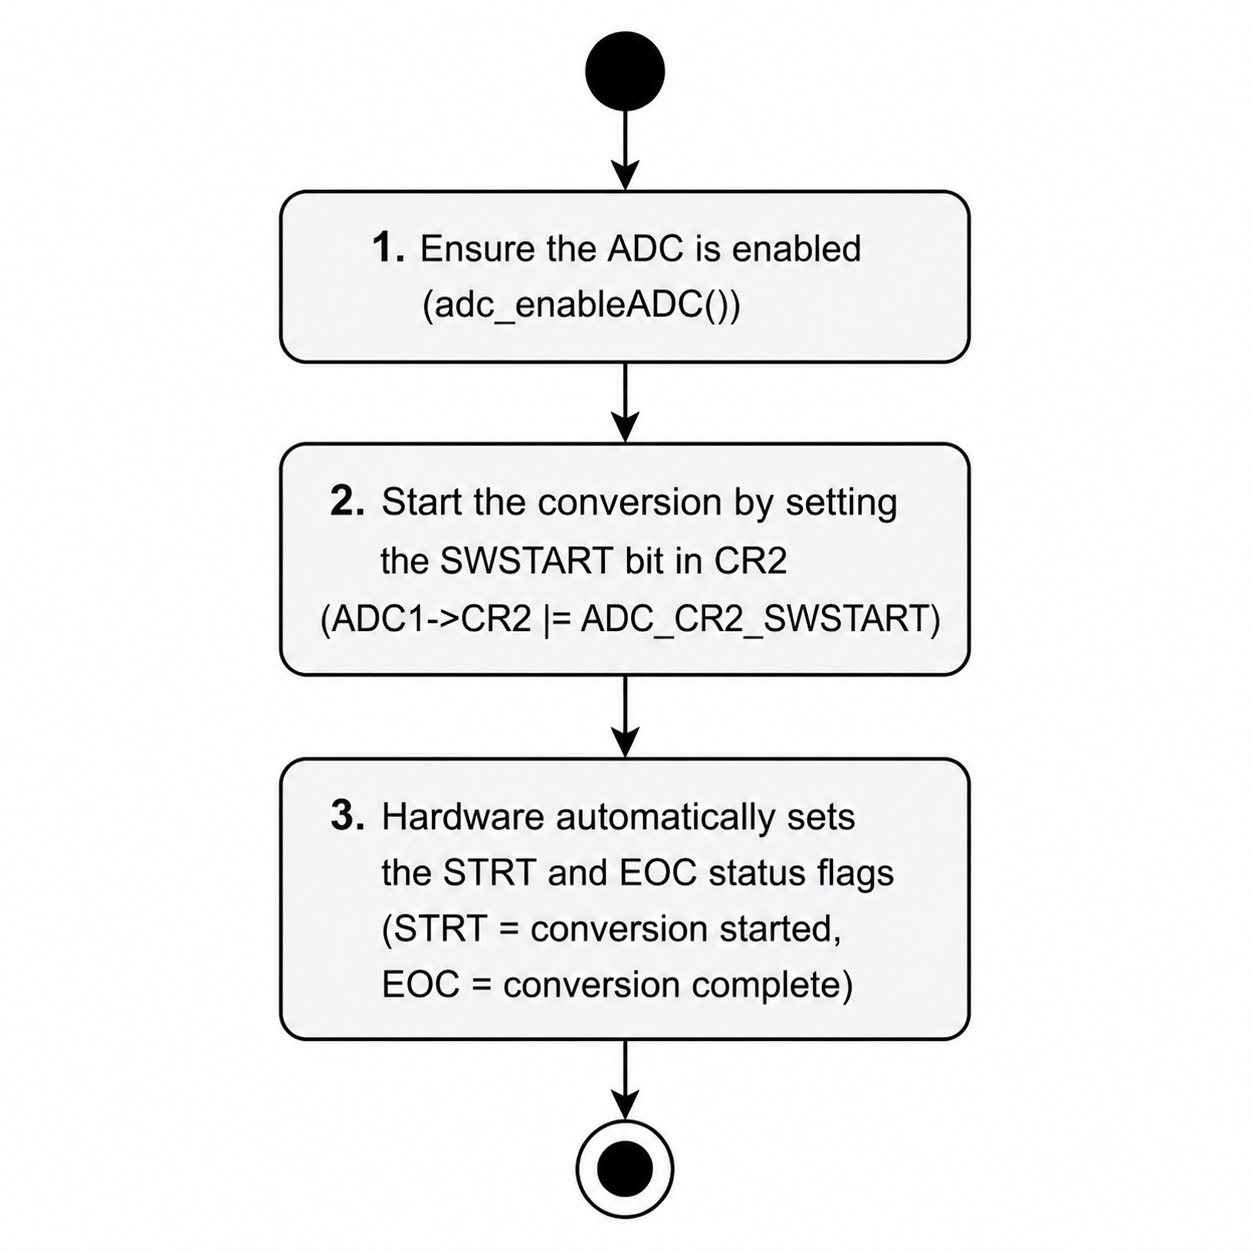 1. Ensure the ADC is enabled
(adc_enableADC())
2. Start the conversion by setting
the SWSTART bit in CR2
(ADC1->CR2 |= ADC_CR2_SWSTART)
3. Hardware automatically sets
the STRT and EOC status flags
(STRT = conversion started,
EOC = conversion complete)